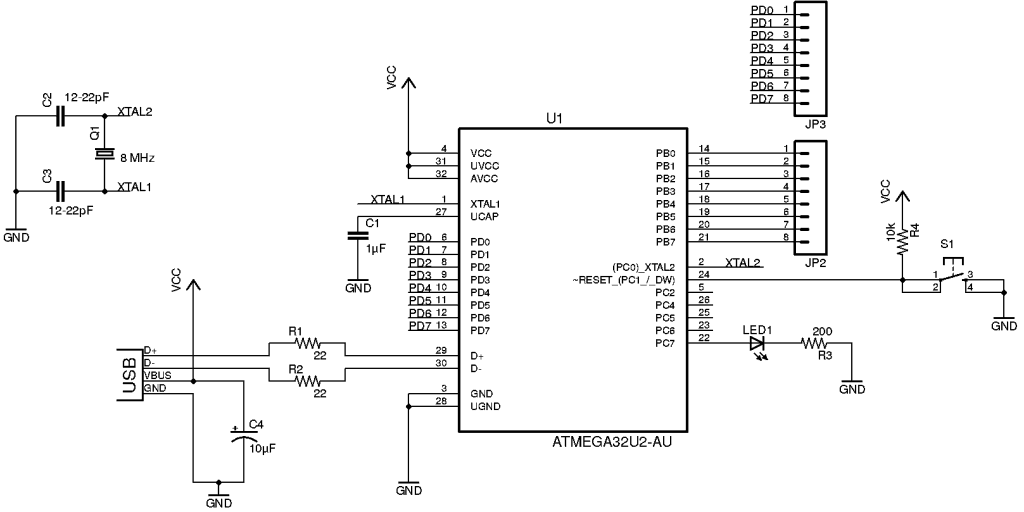 PD0 1
PD1 2
PD2 3
PD3 4
PD4 5
PD5 6
PD6 7
PD7 8
JP3
C2
12-22pF
XTAL2
Q1
8 MHz
C3
XTAL1
12-22pF
GND
VCC
U1
4 VCC
31 UVCC
32 AVCC
XTAL1 1 XTAL1
27 UCAP
C1
1µF
GND
PD0 6 PD0
PD1 7 PD1
PD2 8 PD2
PD3 9 PD3
PD4 10 PD4
PD5 11 PD5
PD6 12 PD6
PD7 13 PD7
29 D+
30 D-
3 GND
28 UGND
GND
PB0 14 1
PB1 15 2
PB2 16 3
PB3 17 4
PB4 18 5
PB5 19 6
PB6 20 7
PB7 21 8
JP2
(PC0)_XTAL2 2 XTAL2
~RESET_(PC1_/_DW) 24
PC2 5
PC4 26
PC5 25
PC6 23
PC7 22
ATMEGA32U2-AU
LED1
200
R3
GND
VCC
10k
R4
S1
1 3
2 4
GND
VCC
USB
D+
D-
VBUS
GND
R1
22
R2
22
+
C4
10µF
GND